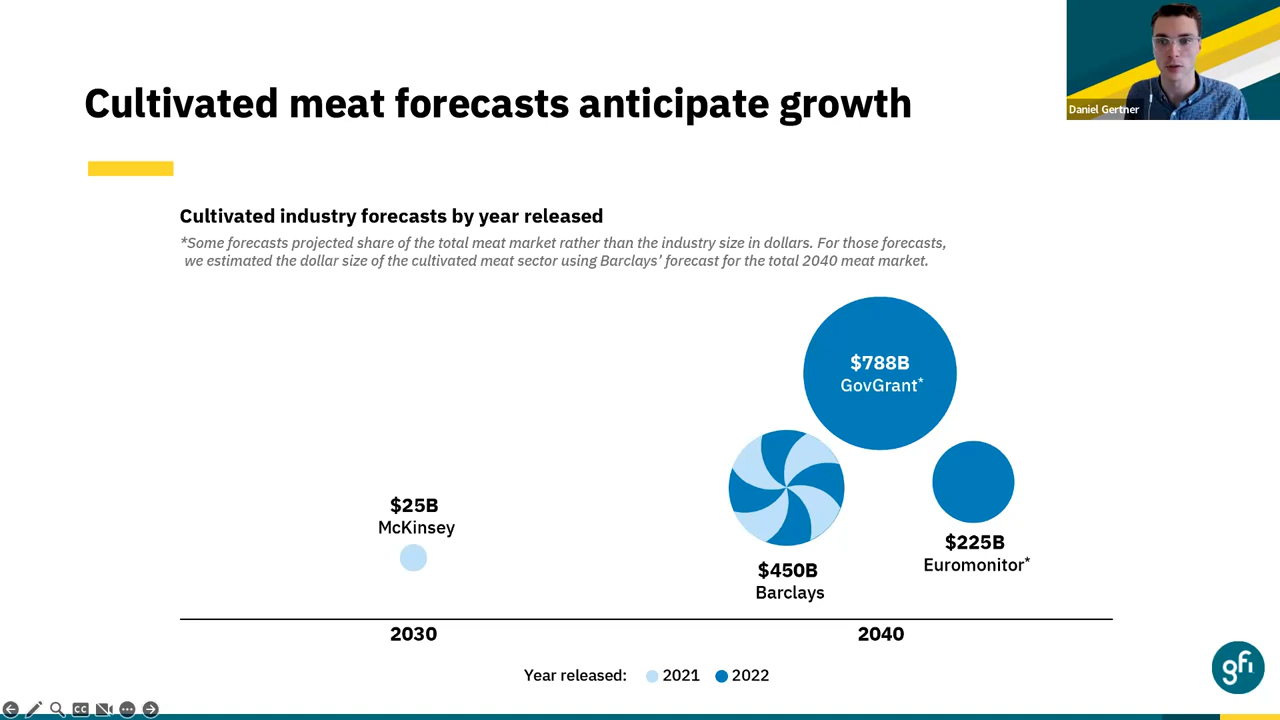 Cultivated meat forecasts anticipate growth
Daniel Gertner
Cultivated industry forecasts by year released
*Some forecasts projected share of the total meat market rather than the industry size in dollars. For those forecasts,
we estimated the dollar size of the cultivated meat sector using Barclays’ forecast for the total 2040 meat market.
$788B
GovGrant*
$25B
McKinsey
$450B
Barclays
$225B
Euromonitor*
2030
2040
Year released: 2021 2022
gfi
CC